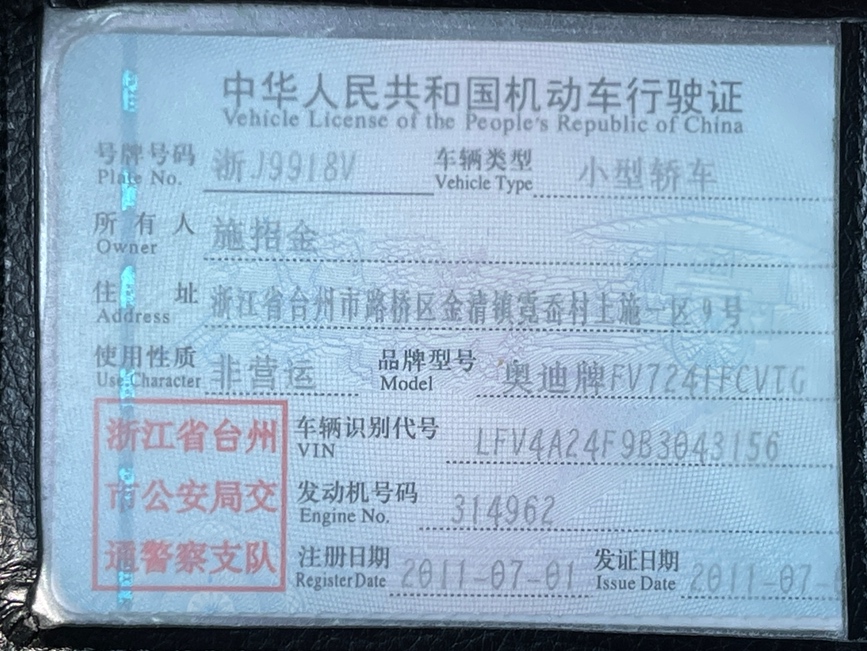 中华人民共和国机动车行驶证
Vehicle License of the People's Republic of China
号牌号码 浙J9918V 车辆类型 小型轿车
Plate No. Vehicle Type
所有人 施招金
Owner
住址 浙江省台州市路桥区金清镇霓岙村上施一区9号
Address
使用性质 非营运 品牌型号 奥迪牌FV7241FCVTG
Use Character Model
浙江省台州 车辆识别代号 LFV4A24F9B3043156
VIN
市公安局交 发动机号码 314962
Engine No.
通警察支队 注册日期 2011-07-01 发证日期 2011-07-0
Register Date Issue Date